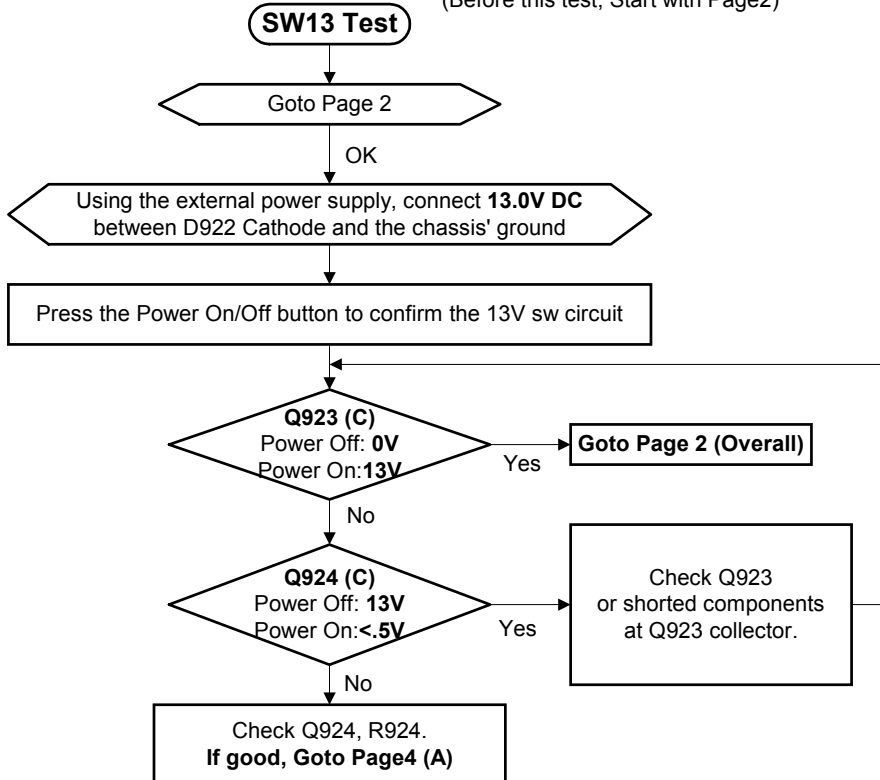 (Before this test, Start with Page2)
SW13 Test
Goto Page 2
OK
Using the external power supply, connect 13.0V DC
between D922 Cathode and the chassis' ground
Press the Power On/Off button to confirm the 13V sw circuit
Q923 (C)
Power Off: 0V
Power On:13V
Yes
Goto Page 2 (Overall)
No
Q924 (C)
Power Off: 13V
Power On:<.5V
Yes
Check Q923
or shorted components
at Q923 collector.
No
Check Q924, R924.
If good, Goto Page4 (A)